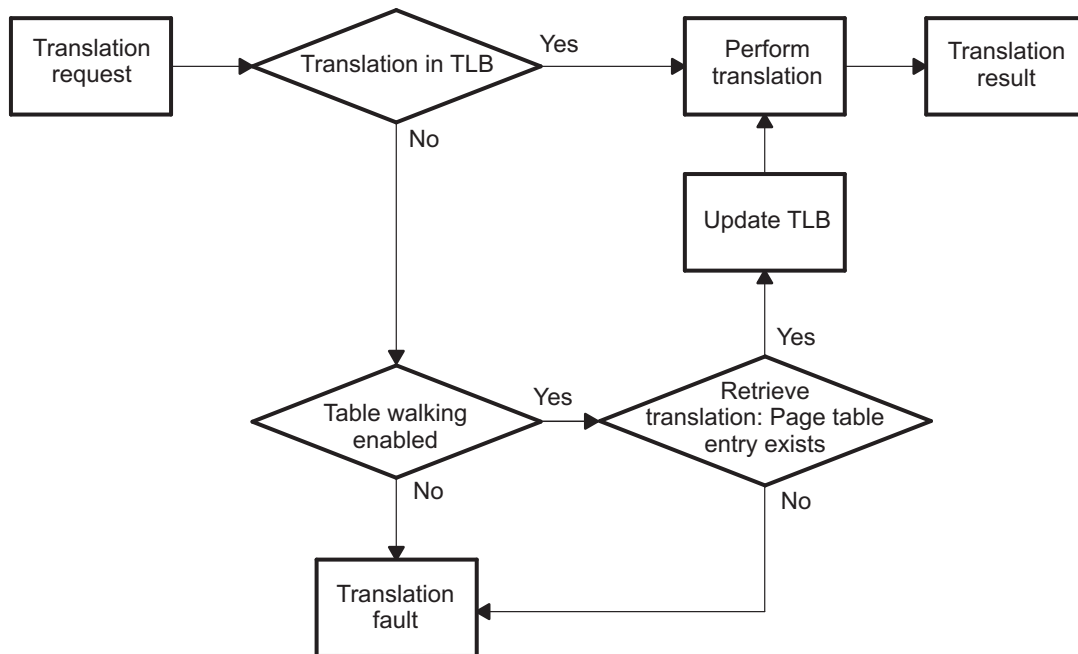 Translation
request
Translation in TLB
Yes
Perform
translation
Translation
result
No
Update TLB
Yes
Table walking
enabled
Yes
Retrieve
translation: Page table
entry exists
No
No
Translation
fault